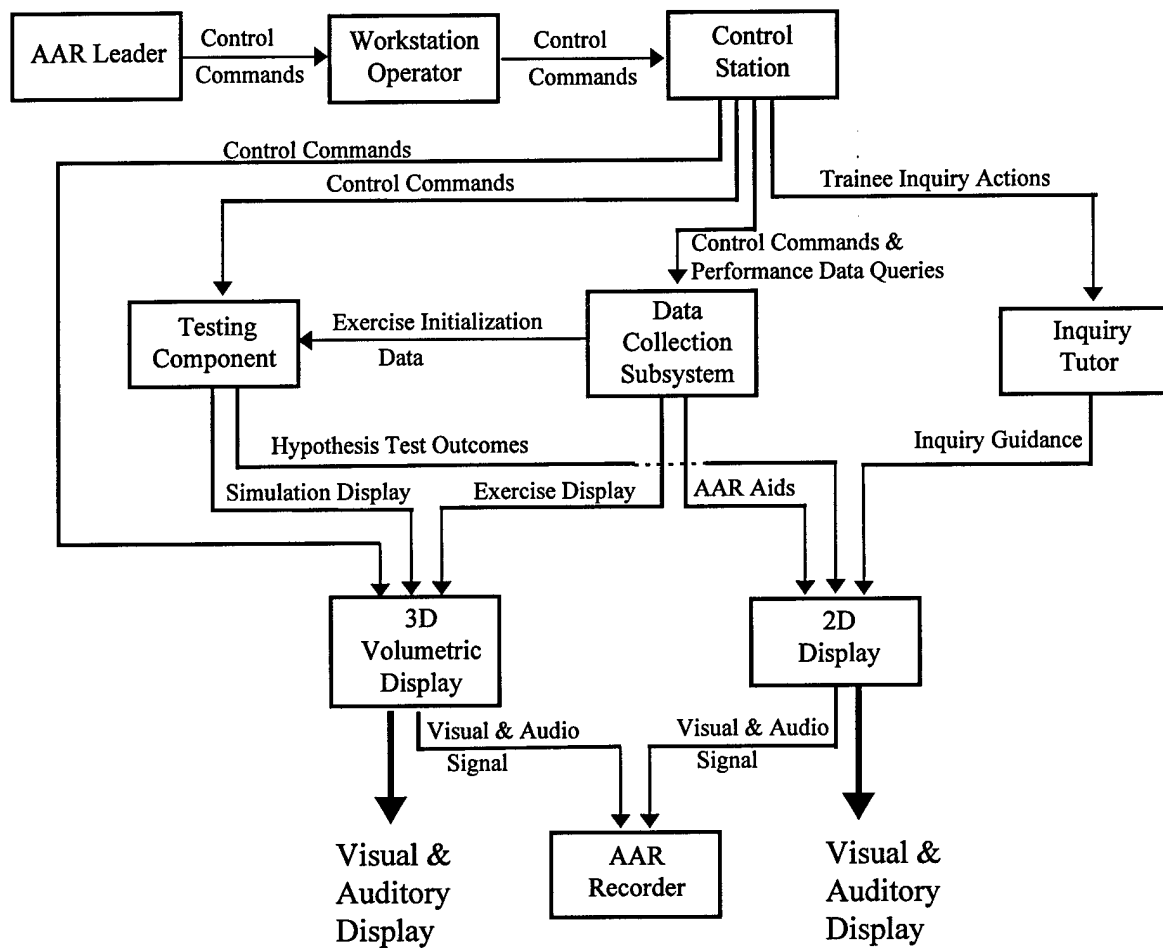 AAR Leader
Control
Commands
Workstation
Operator
Control
Commands
Control
Station
Control Commands
Control Commands
Trainee Inquiry Actions
Control Commands &
Performance Data Queries
Testing
Component
Exercise Initialization
Data
Data
Collection
Subsystem
Inquiry
Tutor
Hypothesis Test Outcomes
Inquiry Guidance
Simulation Display
Exercise Display
AAR Aids
3D
Volumetric
Display
2D
Display
Visual & Audio
Signal
Visual & Audio
Signal
Visual &
Auditory
Display
AAR
Recorder
Visual &
Auditory
Display